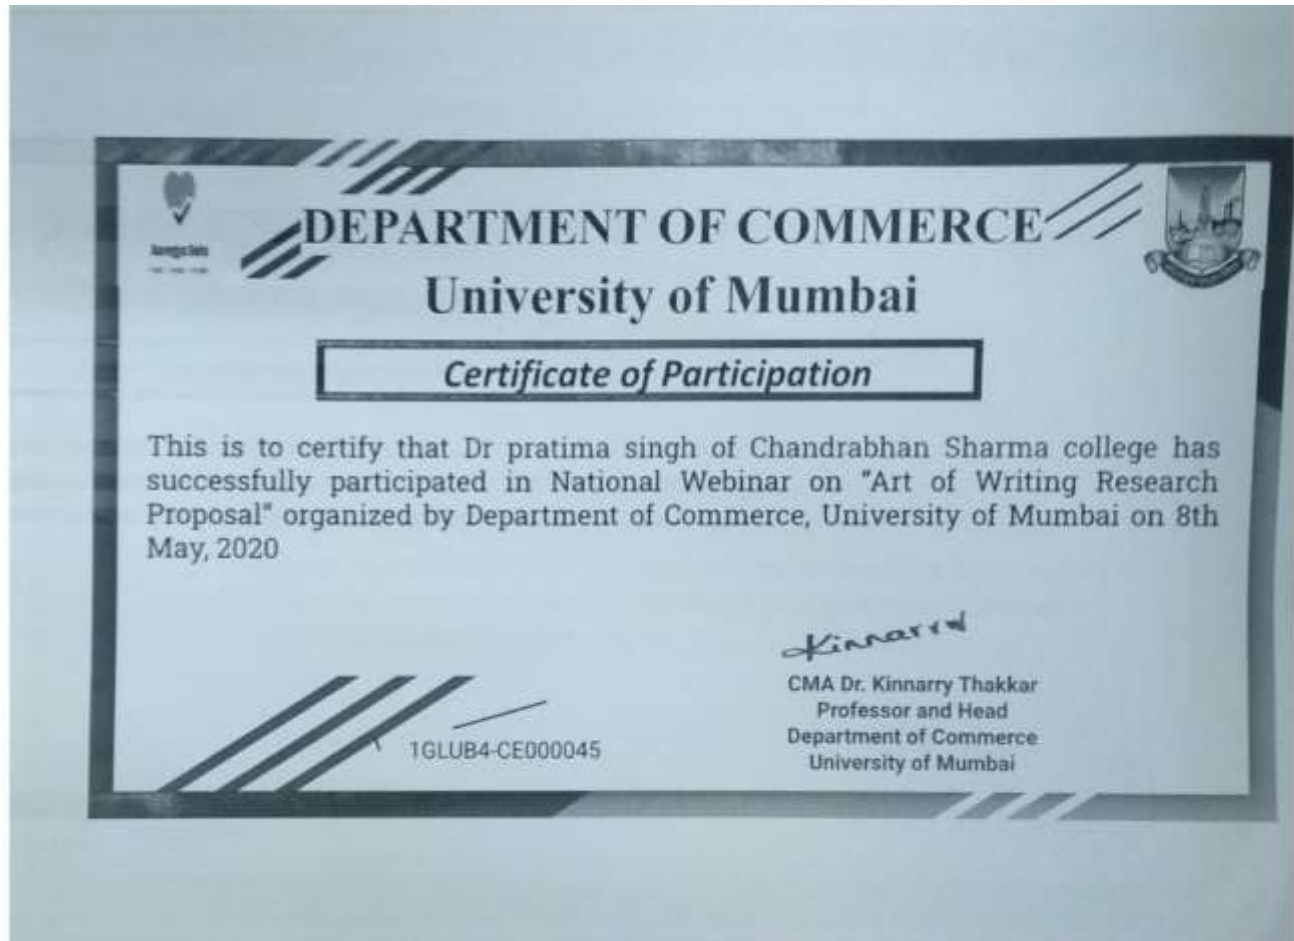 DEPARTMENT OF COMMERCE
University of Mumbai
Certificate of Participation
This is to certify that Dr pratima singh of Chandrabhan Sharma college has
successfully participated in National Webinar on "Art of Writing Research
Proposal" organized by Department of Commerce, University of Mumbai on 8th
May, 2020
Kinnarry
CMA Dr. Kinnarry Thakkar
Professor and Head
Department of Commerce
University of Mumbai
1GLUB4-CE000045